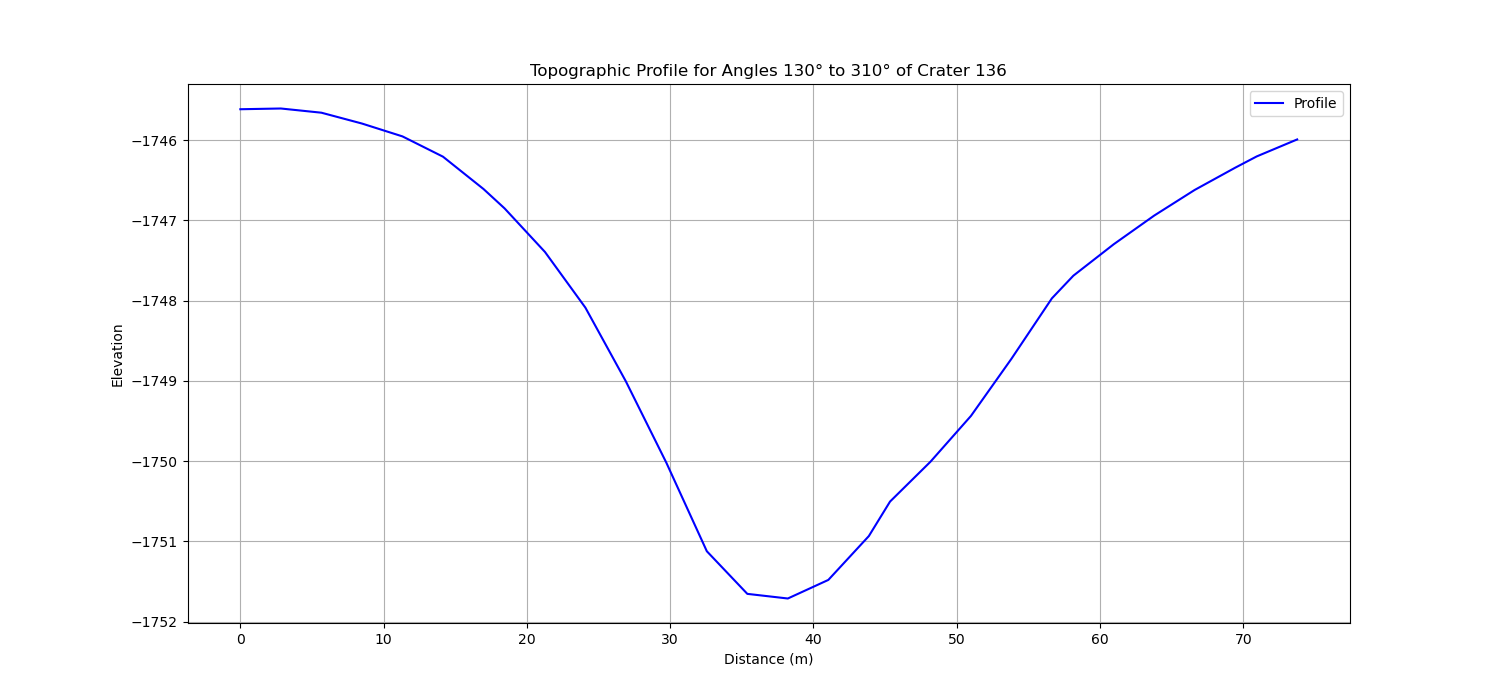 Topographic Profile for Angles 130° to 310° of Crater 136
Profile
−1746
−1747
−1748
−1749
−1750
−1751
−1752
Elevation
0 10 20 30 40 50 60 70
Distance (m)